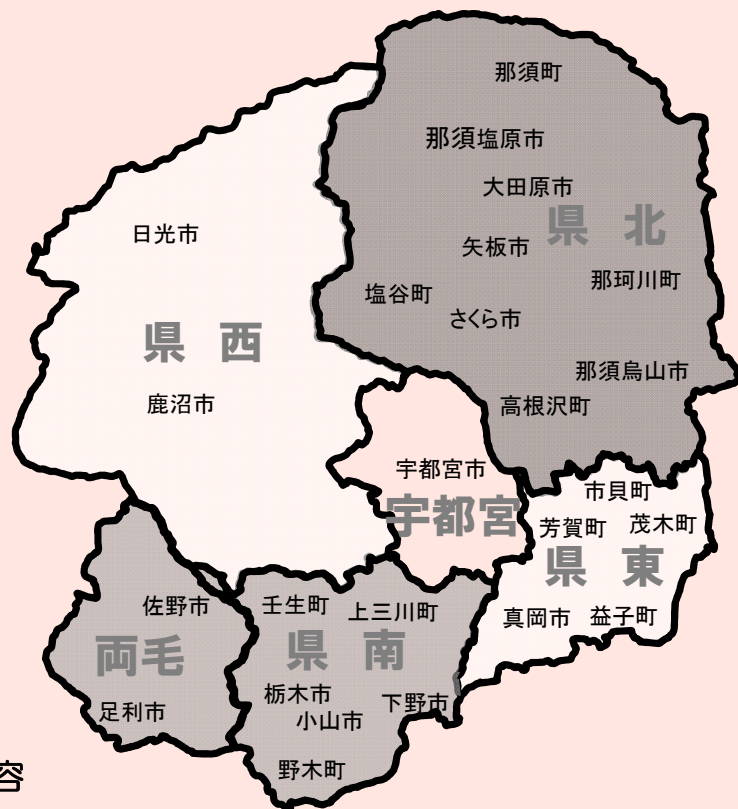 那須町
那須塩原市
大田原市
県 北
日光市
矢板市
那珂川町
塩谷町
さくら市
県 西
那須烏山市
鹿沼市
高根沢町
宇都宮市
宇都宮
市貝町
芳賀町
茂木町
県 東
真岡市
益子町
佐野市
両毛
足利市
壬生町
上三川町
県 南
栃木市
下野市
小山市
野木町
容